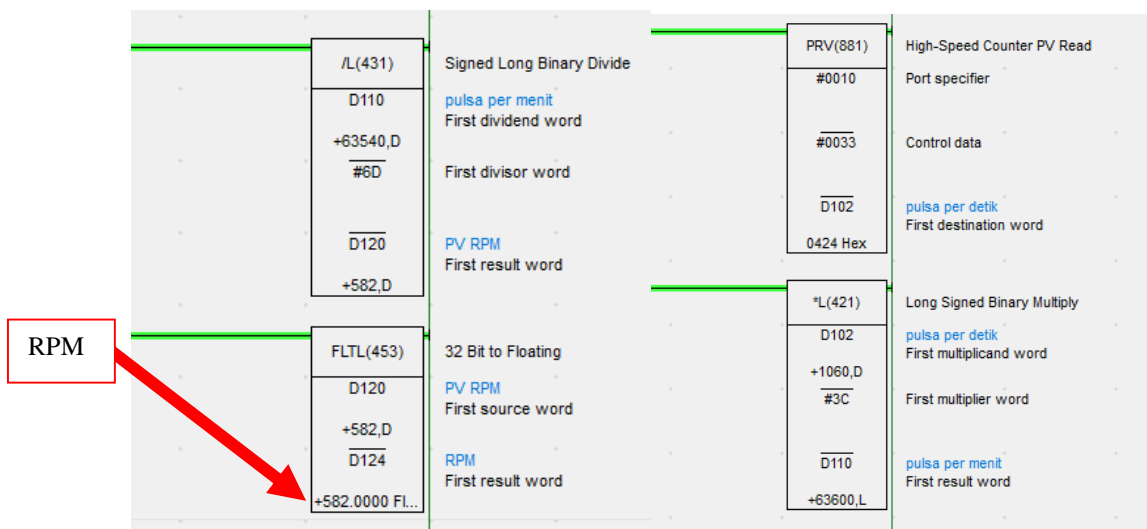 /L(431)
Signed Long Binary Divide
D110
pulsa per menit
First dividend word
+63540,D
#6D
First divisor word
D120
PV RPM
First result word
+582,D
RPM
FLTL(453)
32 Bit to Floating
D120
PV RPM
First source word
+582,D
D124
RPM
First result word
+582.0000 Fl...
PRV(881)
High-Speed Counter PV Read
#0010
Port specifier
#0033
Control data
D102
pulsa per detik
First destination word
0424 Hex
*L(421)
Long Signed Binary Multiply
D102
pulsa per detik
First multiplicand word
+1060,D
#3C
First multiplier word
D110
pulsa per menit
First result word
+63600,L